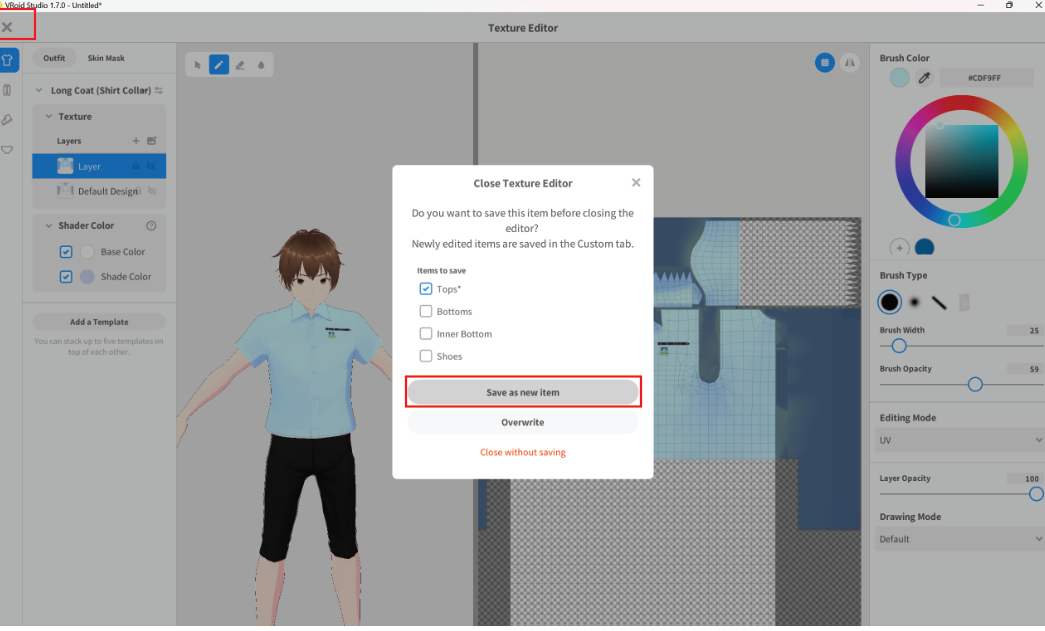 VRoid Studio 1.7.0 - Untitled*
Texture Editor
Outfit
Skin Mask
Long Coat (Shirt Collar)
Texture
Layers
Layer
Default Design
Shader Color
Base Color
Shade Color
Add a Template
You can stack up to five templates on
top of each other.
Close Texture Editor
Do you want to save this item before closing the
editor?
Newly edited items are saved in the Custom tab.
Items to save
Tops*
Bottoms
Inner Bottom
Shoes
Save as new item
Overwrite
Close without saving
Brush Color
#CDF9FF
Brush Type
Brush Width
25
Brush Opacity
59
Editing Mode
UV
Layer Opacity
100
Drawing Mode
Default